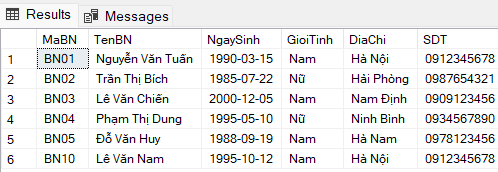 Results Messages
MaBN TenBN NgaySinh GioiTinh DiaChi SDT
1 BN01 Nguyễn Văn Tuấn 1990-03-15 Nam Hà Nội 0912345678
2 BN02 Trần Thị Bích 1985-07-22 Nữ Hải Phòng 0987654321
3 BN03 Lê Văn Chiến 2000-12-05 Nam Nam Định 0909123456
4 BN04 Phạm Thị Dung 1995-05-10 Nữ Ninh Bình 0934567890
5 BN05 Đỗ Văn Huy 1988-09-19 Nam Hà Nam 0978123456
6 BN10 Lê Văn Nam 1995-10-12 Nam Hà Nội 0912345678